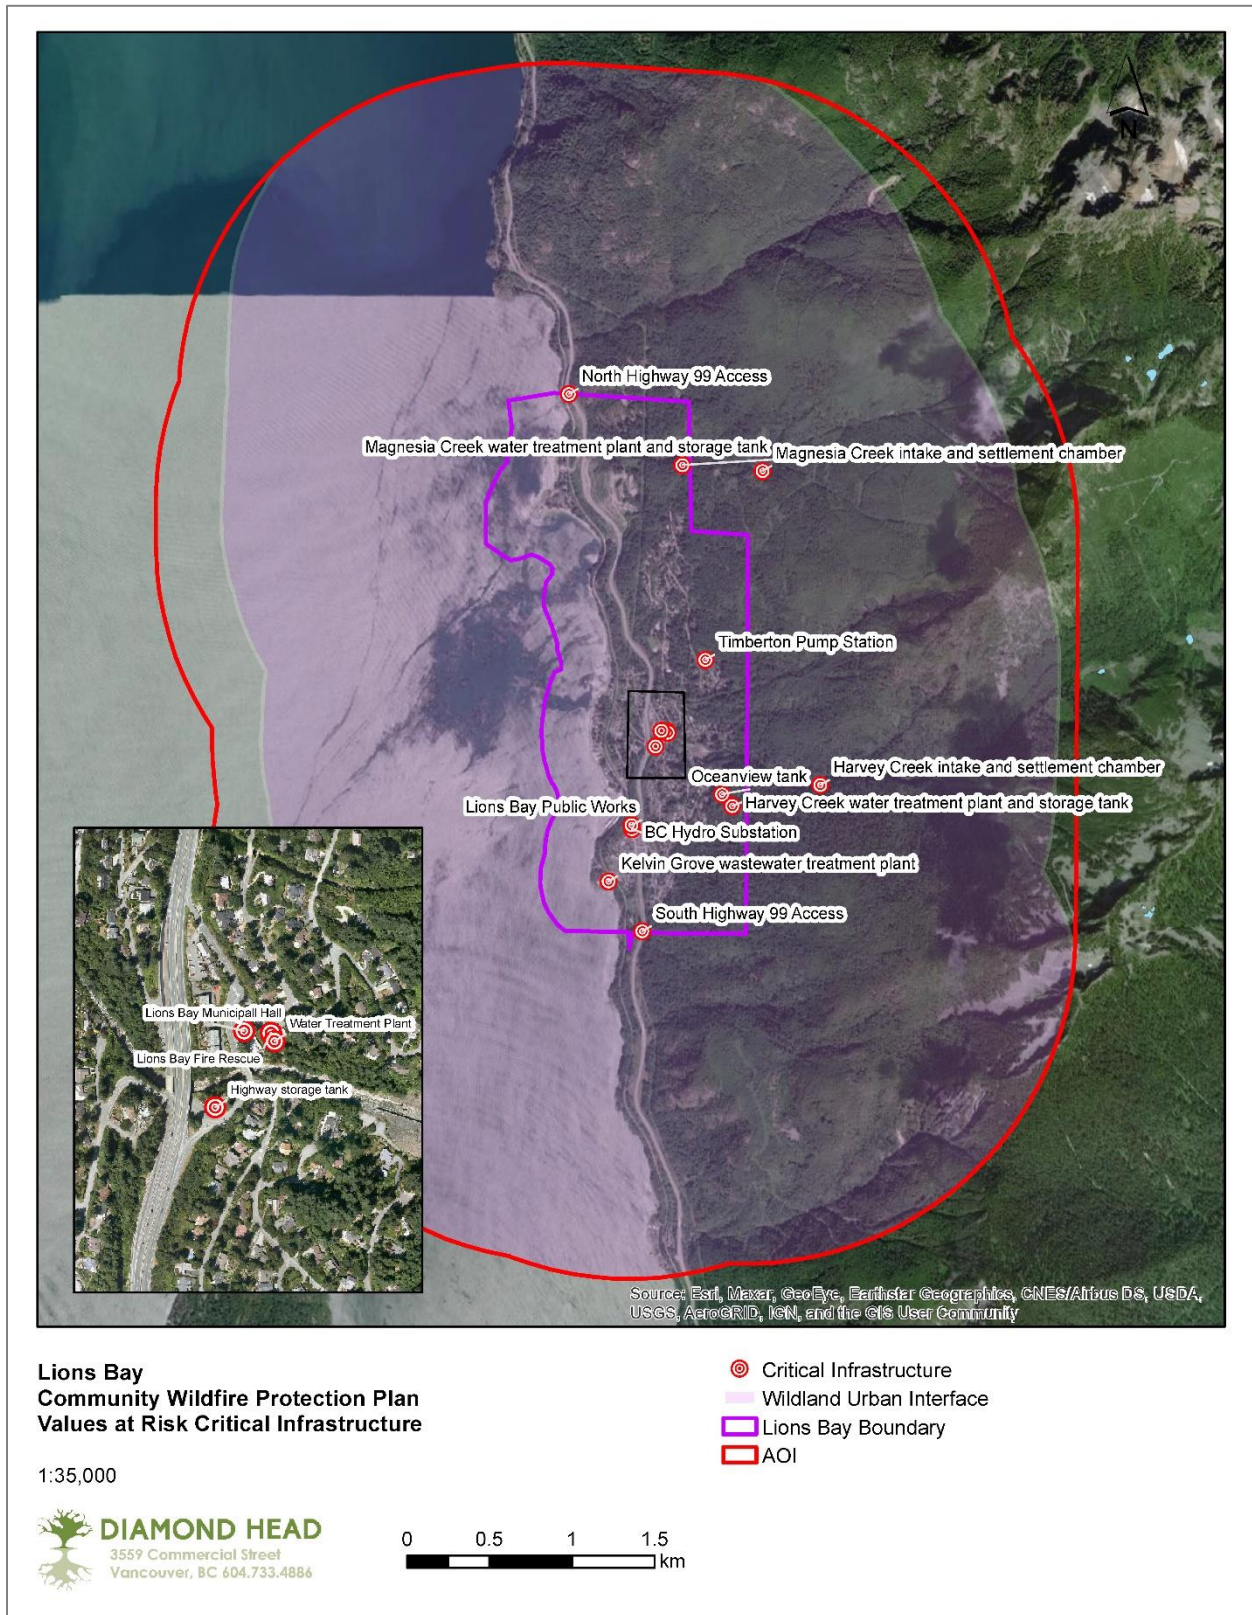 N
North Highway 99 Access
Magnesia Creek water treatment plant and storage tank
Magnesia Creek intake and settlement chamber
Timberton Pump Station
Harvey Creek intake and settlement chamber
Oceanview tank
Harvey Creek water treatment plant and storage tank
Lions Bay Public Works
BC Hydro Substation
Kelvin Grove wastewater treatment plant
South Highway 99 Access
Lions Bay Municipall Hall
Water Treatment Plant
Lions Bay Fire Rescue
Highway storage tank
Source: Esri, Maxar, GeoEye, Earthstar Geographics, CNES/Airbus DS, USDA,
USGS, AeroGRID, IGN, and the GIS User Community
Lions Bay
Community Wildfire Protection Plan
Values at Risk Critical Infrastructure
1:35,000
Critical Infrastructure
Wildland Urban Interface
Lions Bay Boundary
AOI
DIAMOND HEAD
3559 Commercial Street
Vancouver, BC 604.733.4886
0 0.5 1 1.5
km